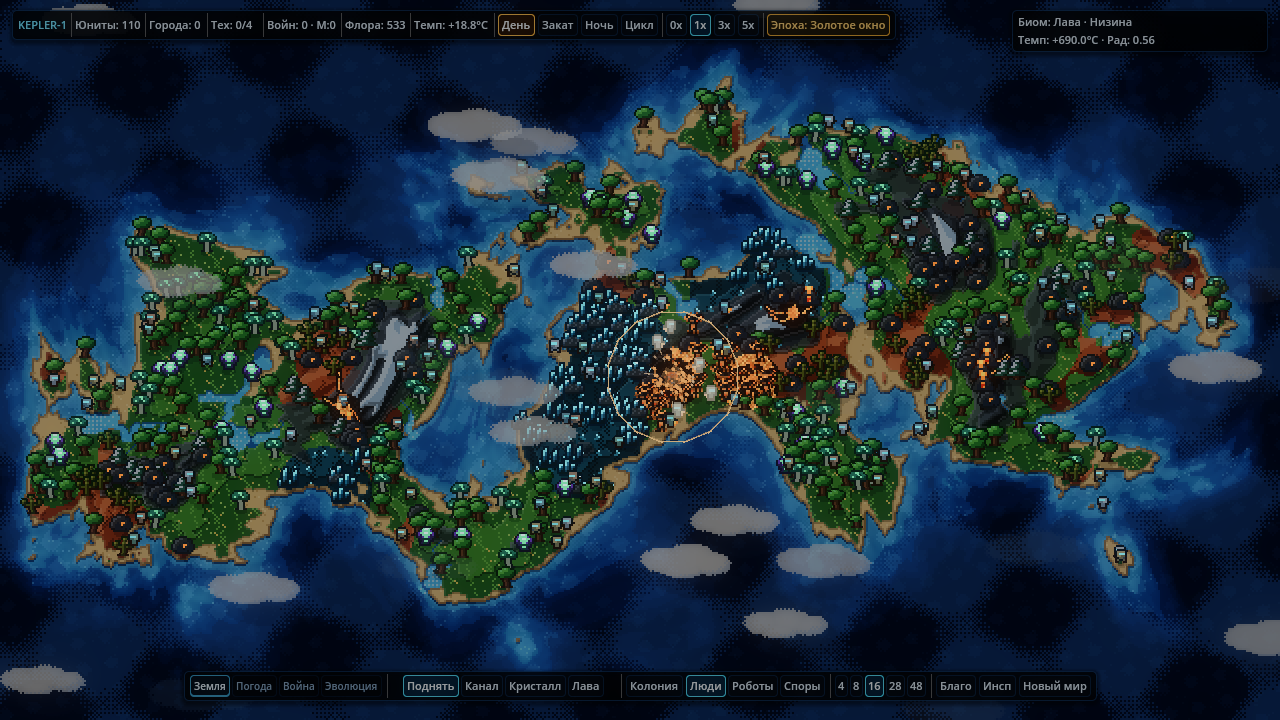 KEPLER-1 Юниты: 110 Города: 0 Тех: 0/4 Войн: 0 · М:0 Флора: 533 Темп: +18.8°C День Закат Ночь Цикл 0x 1x 3x 5x Эпоха: Золотое окно
Биом: Лава · Низина
Темп: +690.0°C · Рад: 0.56
Земля Погода Война Эволюция Поднять Канал Кристалл Лава Колония Люди Роботы Споры 4 8 16 28 48 Благо Инсп Новый мир